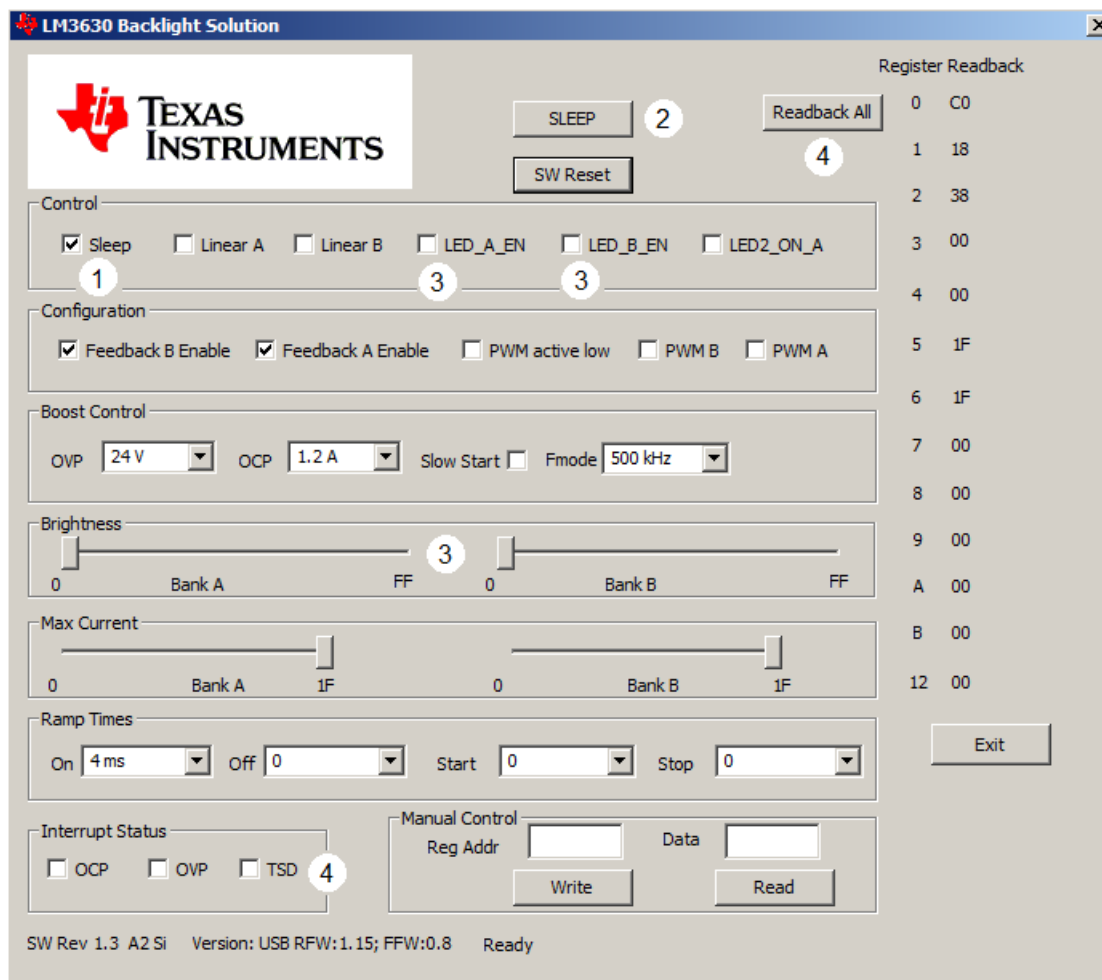 LM3630 Backlight Solution
TEXAS
INSTRUMENTS
SLEEP 2
SW Reset
Readback All
4
Register Readback
0 C0
1 18
2 38
3 00
4 00
5 1F
6 1F
7 00
8 00
9 00
A 00
B 00
12 00
Control
Sleep Linear A Linear B LED_A_EN LED_B_EN LED2_ON_A
1 3 3
Configuration
Feedback B Enable Feedback A Enable PWM active low PWM B PWM A
Boost Control
OVP 24 V OCP 1.2 A Slow Start Fmode 500 kHz
Brightness
3
0 Bank A FF 0 Bank B FF
Max Current
0 Bank A 1F 0 Bank B 1F
Ramp Times
On 4 ms Off 0 Start 0 Stop 0
Exit
Interrupt Status
OCP OVP TSD 4
Manual Control
Reg Addr Data
Write Read
SW Rev 1.3 A2 Si Version: USB RFW:1.15; FFW:0.8 Ready